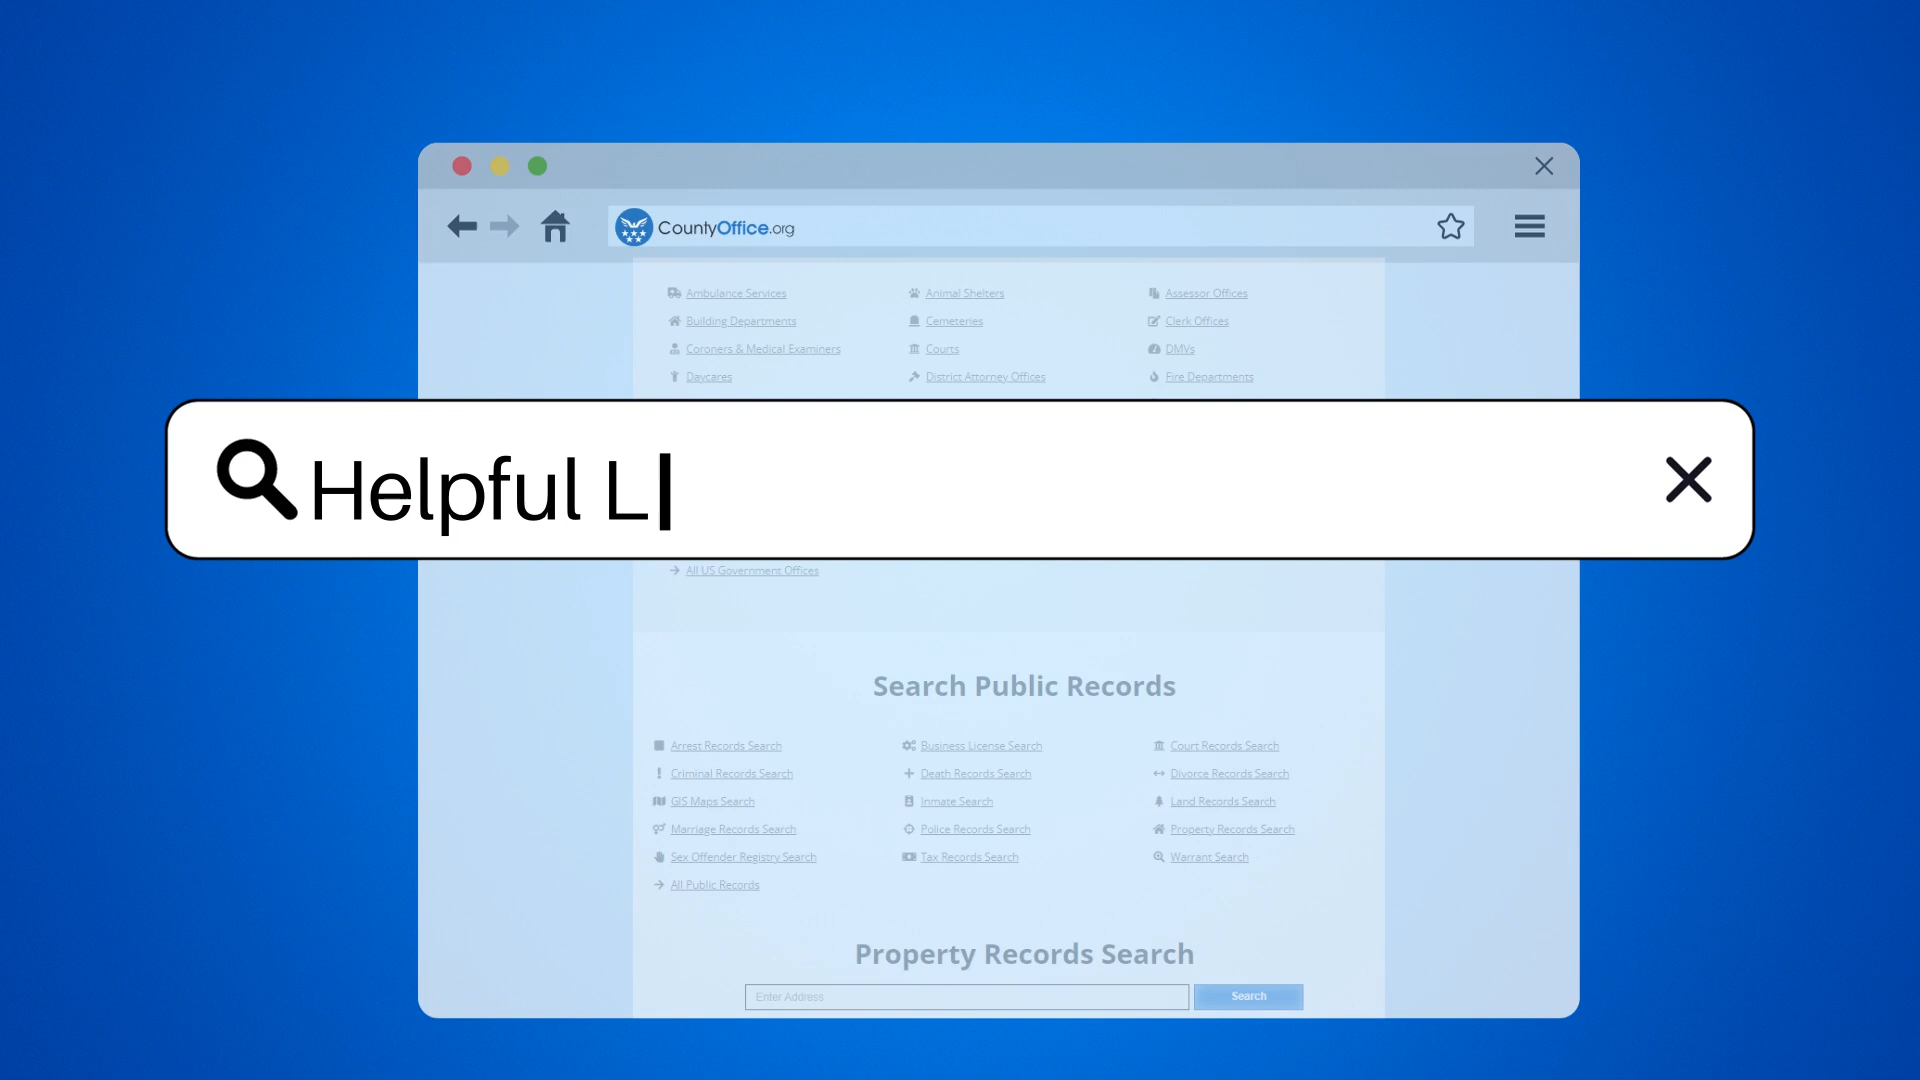 CountyOffice.org
Ambulance Services Animal Shelters Assessor Offices
Building Departments Cemeteries Clerk Offices
Coroners & Medical Examiners Courts DMVs
Daycares District Attorney Offices Fire Departments
Helpful L
All US Government Offices
Search Public Records
Arrest Records Search Business License Search Court Records Search
Criminal Records Search Death Records Search Divorce Records Search
GIS Maps Search Inmate Search Land Records Search
Marriage Records Search Police Records Search Property Records Search
Sex Offender Registry Search Tax Records Search Warrant Search
All Public Records
Property Records Search
Enter Address Search